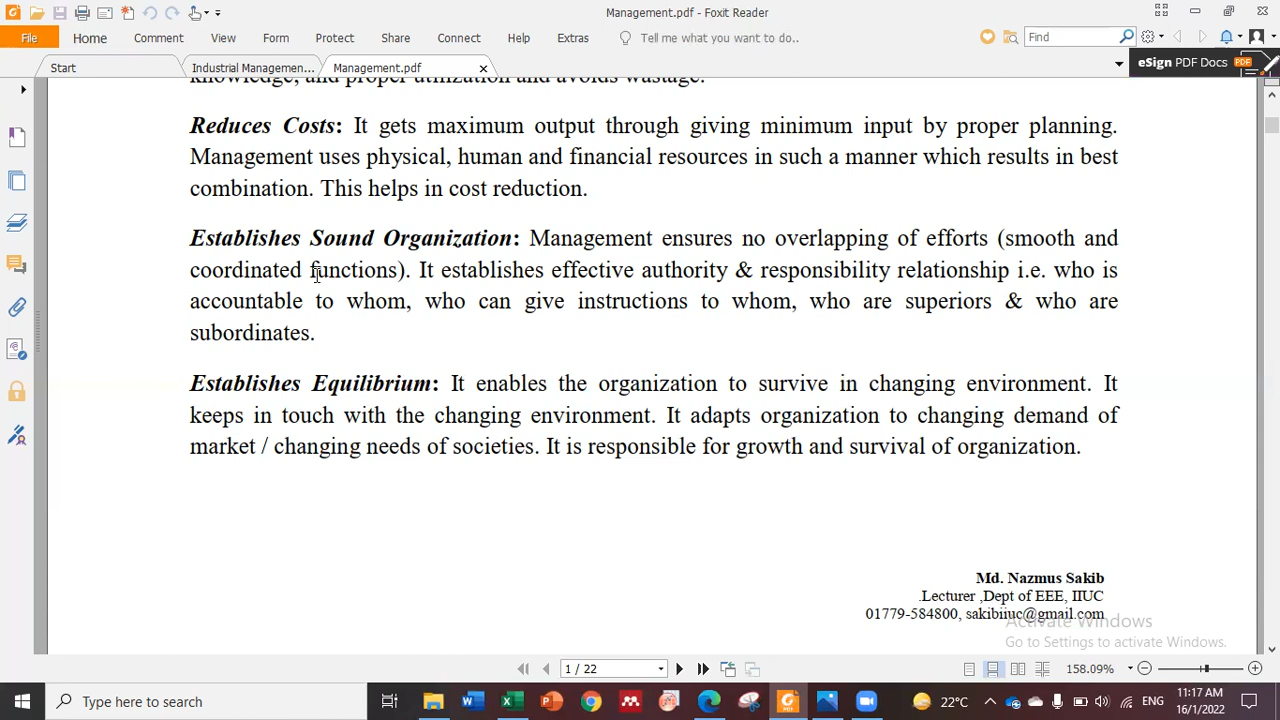 Management.pdf - Foxit Reader
File Home Comment View Form Protect Share Connect Help Extras Tell me what you want to do.. Find
Start Industrial Managemen... Management.pdf eSign PDF Docs PDF
knowledge, and proper utilization and avoids wastage.
Reduces Costs: It gets maximum output through giving minimum input by proper planning.
Management uses physical, human and financial resources in such a manner which results in best
combination. This helps in cost reduction.
Establishes Sound Organization: Management ensures no overlapping of efforts (smooth and
coordinated functions). It establishes effective authority & responsibility relationship i.e. who is
accountable to whom, who can give instructions to whom, who are superiors & who are
subordinates.
Establishes Equilibrium: It enables the organization to survive in changing environment. It
keeps in touch with the changing environment. It adapts organization to changing demand of
market / changing needs of societies. It is responsible for growth and survival of organization.
Md. Nazmus Sakib
.Lecturer ,Dept of EEE, IIUC
01779-584800, sakibiiuc@gmail.com
Activate Windows
Go to Settings to activate Windows.
1 / 22 158.09%
Type here to search 22°C ENG 11:17 AM
16/1/2022